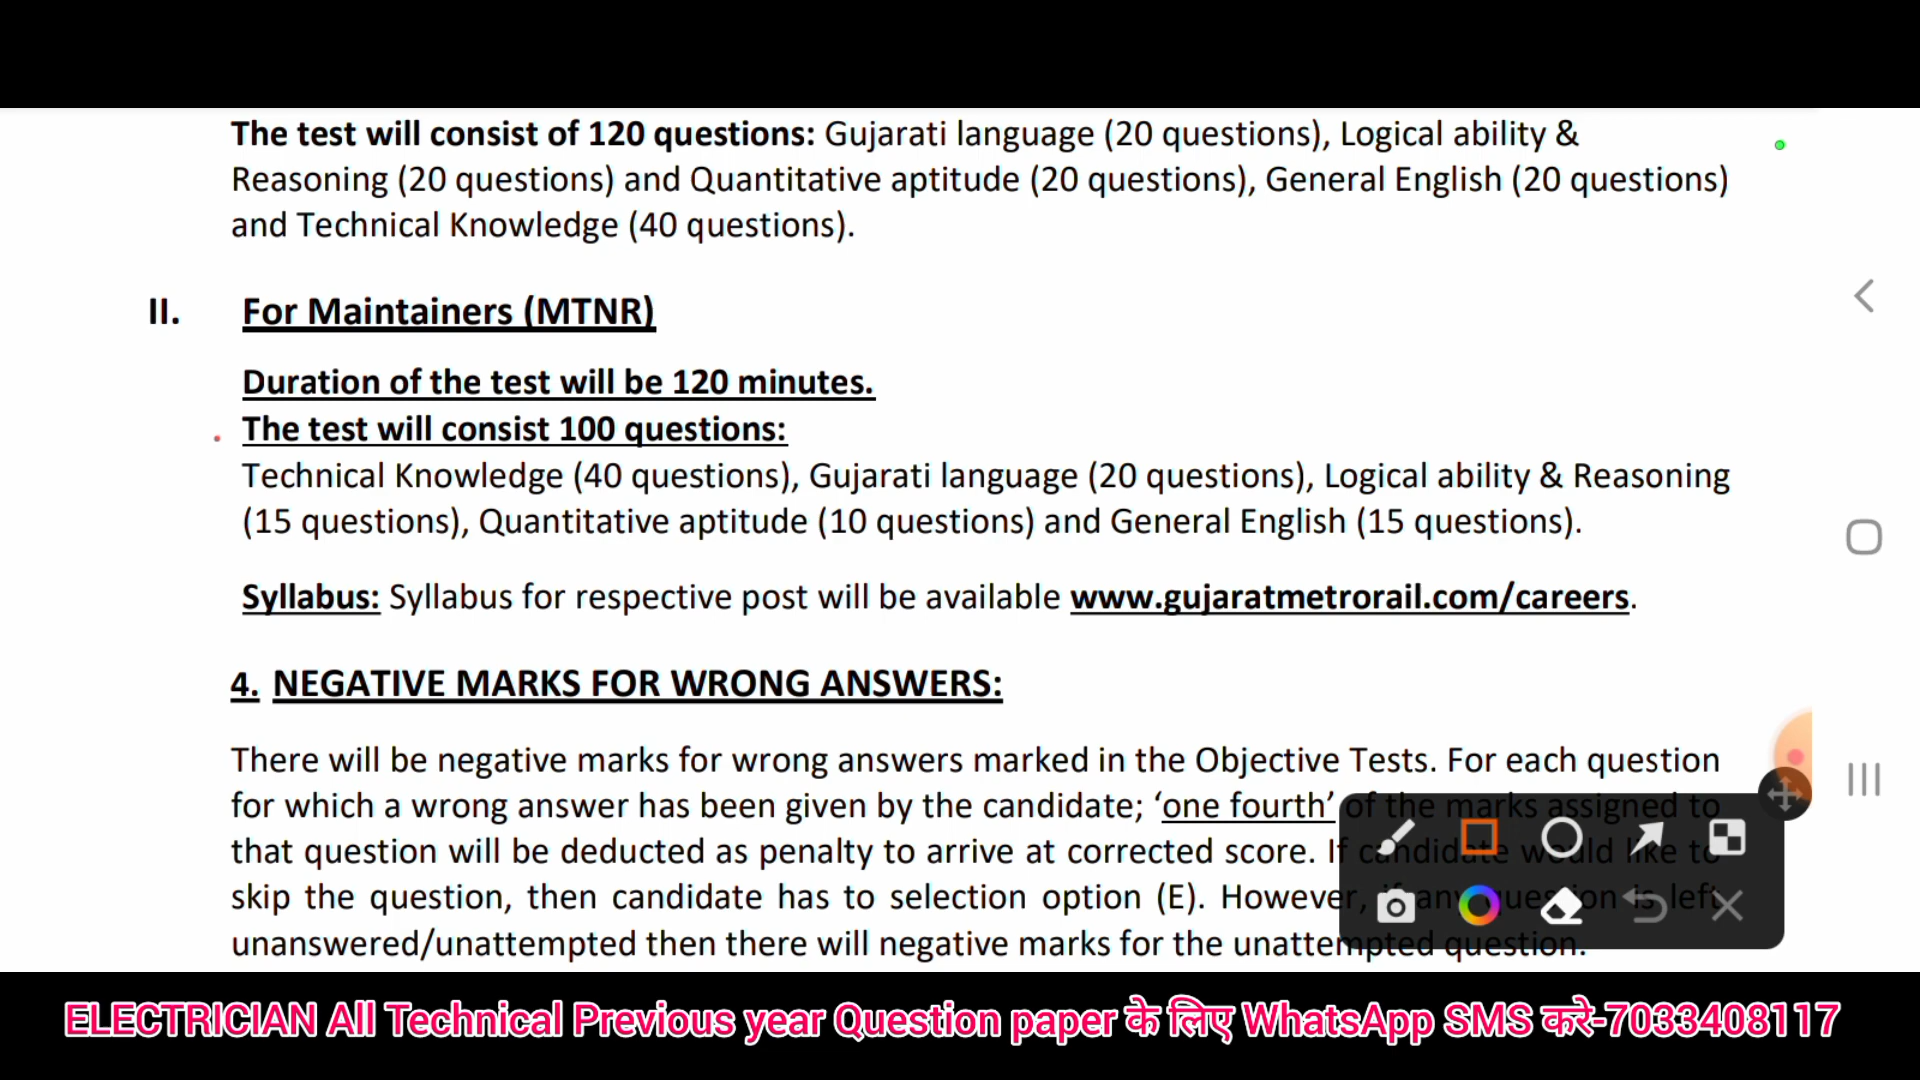 The test will consist of 120 questions: Gujarati language (20 questions), Logical ability &
Reasoning (20 questions) and Quantitative aptitude (20 questions), General English (20 questions)
and Technical Knowledge (40 questions).
II. For Maintainers (MTNR)
Duration of the test will be 120 minutes.
The test will consist 100 questions:
Technical Knowledge (40 questions), Gujarati language (20 questions), Logical ability & Reasoning
(15 questions), Quantitative aptitude (10 questions) and General English (15 questions).
Syllabus: Syllabus for respective post will be available www.gujaratmetrorail.com/careers.
4. NEGATIVE MARKS FOR WRONG ANSWERS:
There will be negative marks for wrong answers marked in the Objective Tests. For each question
for which a wrong answer has been given by the candidate; ‘one fourth’ of the marks assigned to
that question will be deducted as penalty to arrive at corrected score. If candidate would like to
skip the question, then candidate has to selection option (E). However, if any question is left
unanswered/unattempted then there will negative marks for the unattempted question.
ELECTRICIAN All Technical Previous year Question paper के लिए WhatsApp SMS करे-7033408117